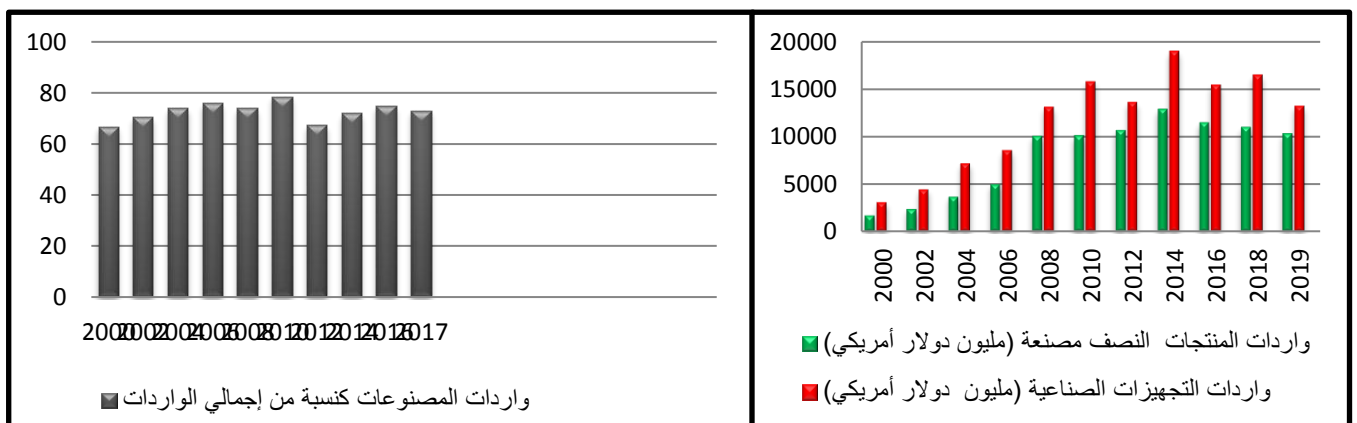 100
80
60
40
20
0
2000 2002 2004 2006 2008 2010 2012 2014 2016 2017
واردات المصنوعات كنسبة من إجمالي الواردات
20000
15000
10000
5000
0
2000 2002 2004 2006 2008 2010 2012 2014 2016 2018 2019
واردات المنتجات النصف مصنعة (مليون دولار أمريكي)
واردات التجهيزات الصناعية (مليون دولار أمريكي)